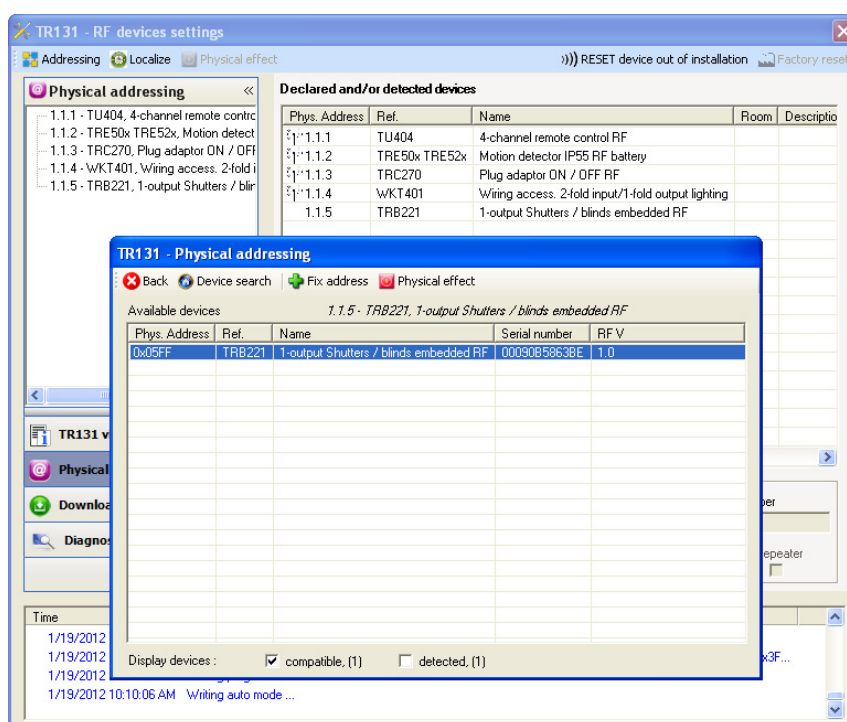 TR131 - RF devices settings
Addressing Localize Physical effect ))) RESET device out of installation Factory rese
Physical addressing «
1.1.1 - TU404, 4-channel remote contrc
1.1.2 - TRE50x TRE52x, Motion detect
1.1.3 - TRC270, Plug adaptor ON / OFF
1.1.4 - WKT401, Wiring access. 2-fold i
1.1.5 - TRB221, 1-output Shutters / blir
Declared and/or detected devices
Phys. Address Ref. Name Room Descriptio
1.1.1 TU404 4-channel remote control RF
1.1.2 TRE50x TRE52x Motion detector IP55 RF battery
1.1.3 TRC270 Plug adaptor ON / OFF RF
1.1.4 WKT401 Wiring access. 2-fold input/1-fold output lighting
1.1.5 TRB221 1-output Shutters / blinds embedded RF
TR131 - Physical addressing
Back Device search Fix address Physical effect
Available devices 1.1.5 - TRB221, 1-output Shutters / blinds embedded RF
Phys. Address Ref. Name Serial number RF V
0x05FF TRB221 1-output Shutters / blinds embedded RF 00090B5863BE 1.0
Display devices : compatible, (1) detected, (1)
TR131 v
Physical
Downloa
Diagnos
ber
epeater
Time
1/19/2012
1/19/2012 x3F...
1/19/2012
1/19/2012 10:10:06 AM Writing auto mode ...